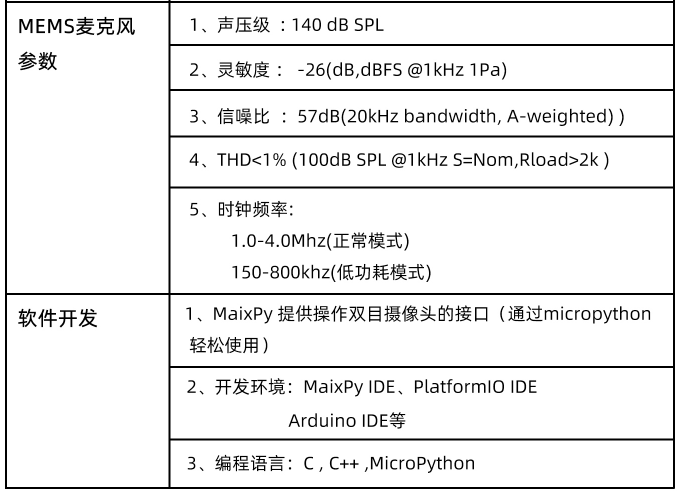 MEMS麦克风
参数
1、声压级 ：140 dB SPL
2、灵敏度： -26(dB,dBFS @1kHz 1Pa)
3、信噪比 ：57dB(20kHz bandwidth, A-weighted) )
4、THD<1% (100dB SPL @1kHz S=Nom,Rload>2k )
5、时钟频率:
1.0-4.0Mhz(正常模式)
150-800khz(低功耗模式)
软件开发
1、MaixPy 提供操作双目摄像头的接口（通过micropython
轻松使用）
2、开发环境：MaixPy IDE、PlatformIO IDE
Arduino IDE等
3、编程语言：C , C++ ,MicroPython